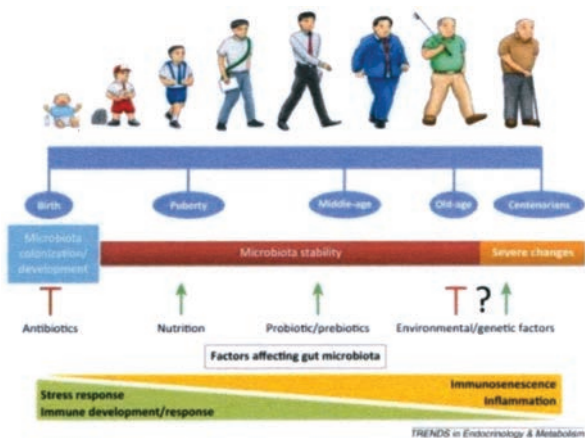 Birth
Puberty
Middle-age
Old-age
Centenarians
Microbiota
colonization/
development
Microbiota stability
Severe changes
?
Antibiotics
Nutrition
Probiotic/prebiotics
Environmental/genetic factors
Factors affecting gut microbiota
Stress response
Immune development/response
Immunosenescence
Inflammation
TRENDS in Endocrinology & Metabolism